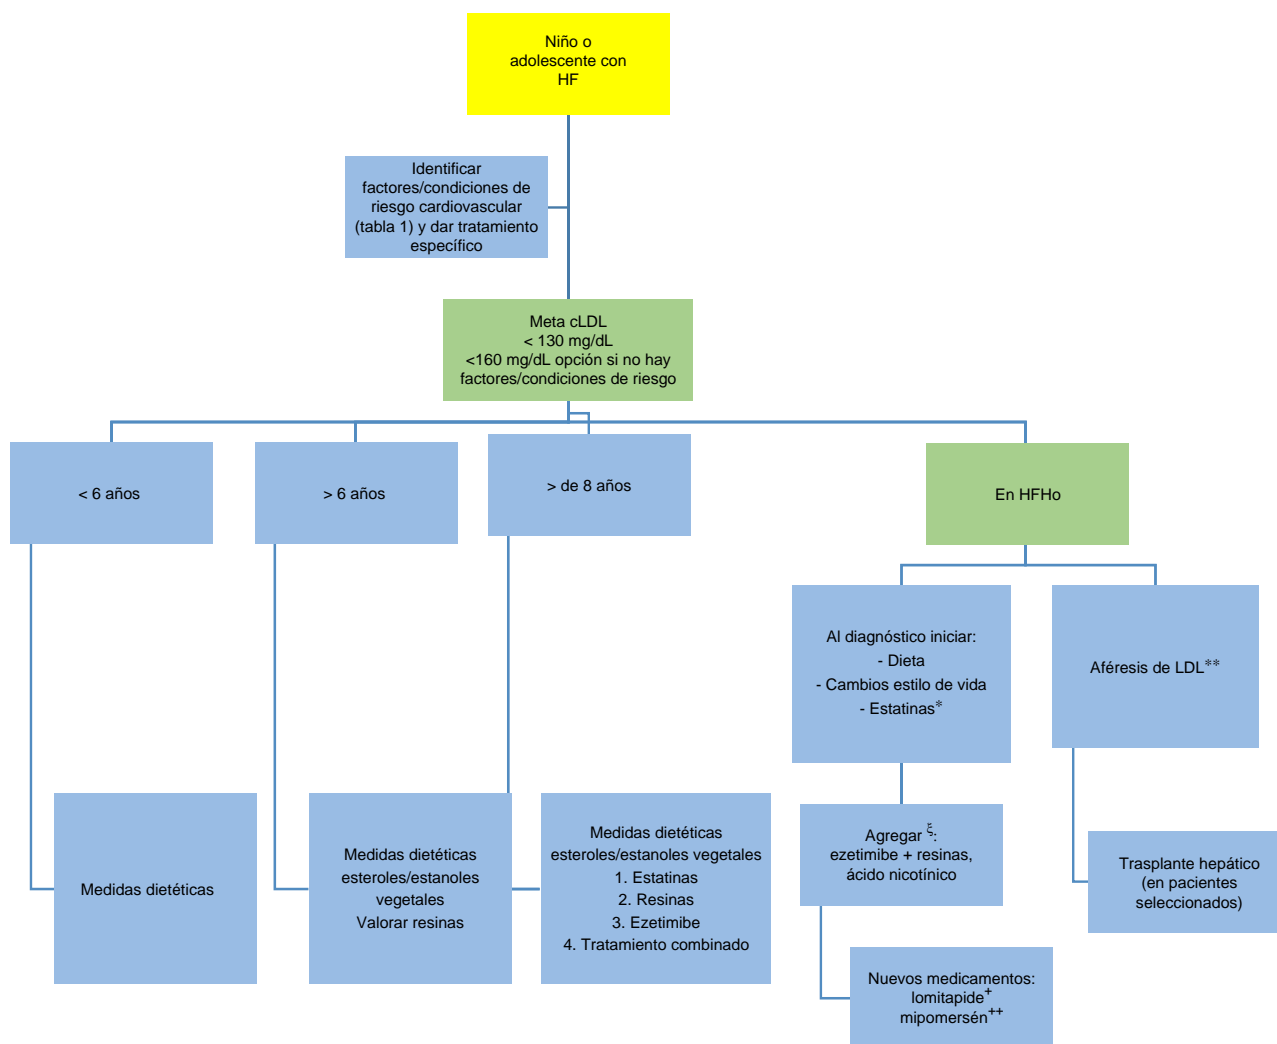 Niño o
adolescente con
HF
Identificar
factores/condiciones de
riesgo cardiovascular
(tabla 1) y dar tratamiento
específico
Meta cLDL
< 130 mg/dL
<160 mg/dL opción si no hay
factores/condiciones de riesgo
< 6 años
> 6 años
> de 8 años
En HFHo
Al diagnóstico iniciar:
- Dieta
- Cambios estilo de vida
- Estatinas*
Aféresis de LDL**
Medidas dietéticas
Medidas dietéticas
esteroles/estanoles
vegetales
Valorar resinas
Medidas dietéticas
esteroles/estanoles vegetales
1. Estatinas
2. Resinas
3. Ezetimibe
4. Tratamiento combinado
Agregar ξ:
ezetimibe + resinas,
ácido nicotínico
Trasplante hepático
(en pacientes
seleccionados)
Nuevos medicamentos:
lomitapide+
mipomersén++